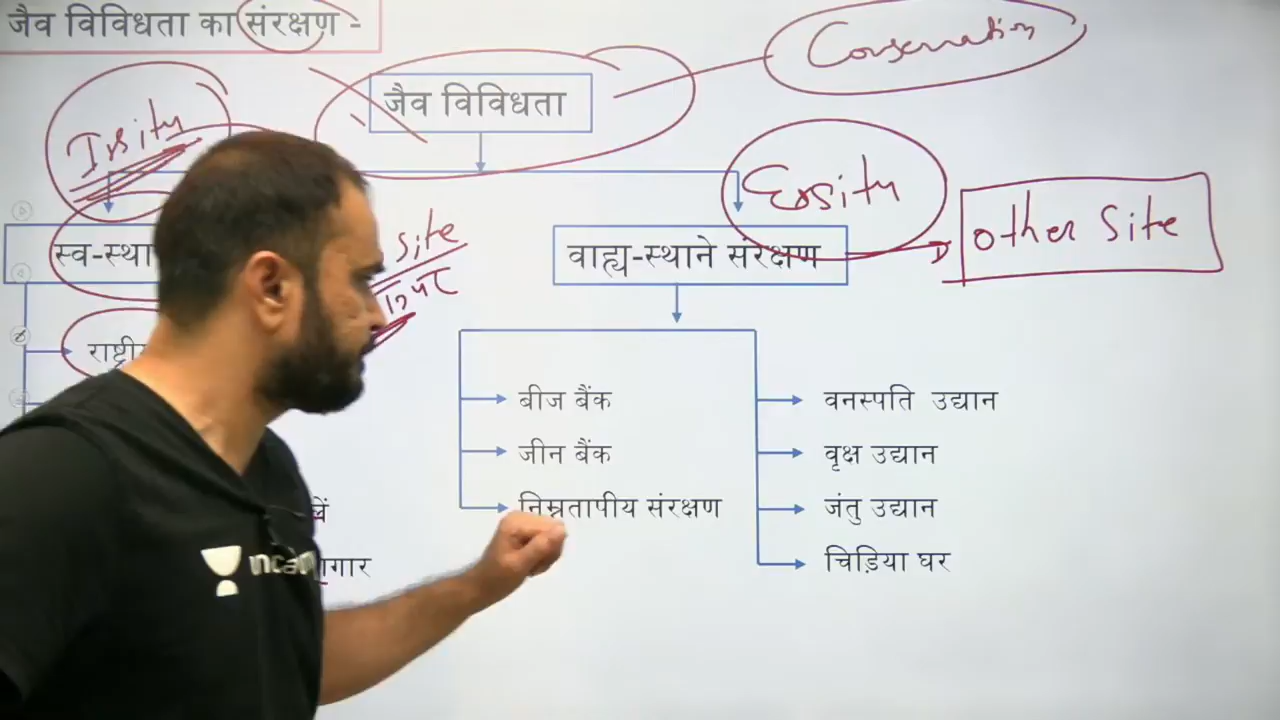 जैव विविधता का संरक्षण -
Conservation
जैव विविधता
Insitu
Exsitu
Other Site
Site
स्व-स्था
वाह्य-स्थाने संरक्षण
राष्ट्री
बीज बैंक
वनस्पति उद्यान
जीन बैंक
वृक्ष उद्यान
निम्नतापीय संरक्षण
जंतु उद्यान
चिड़िया घर